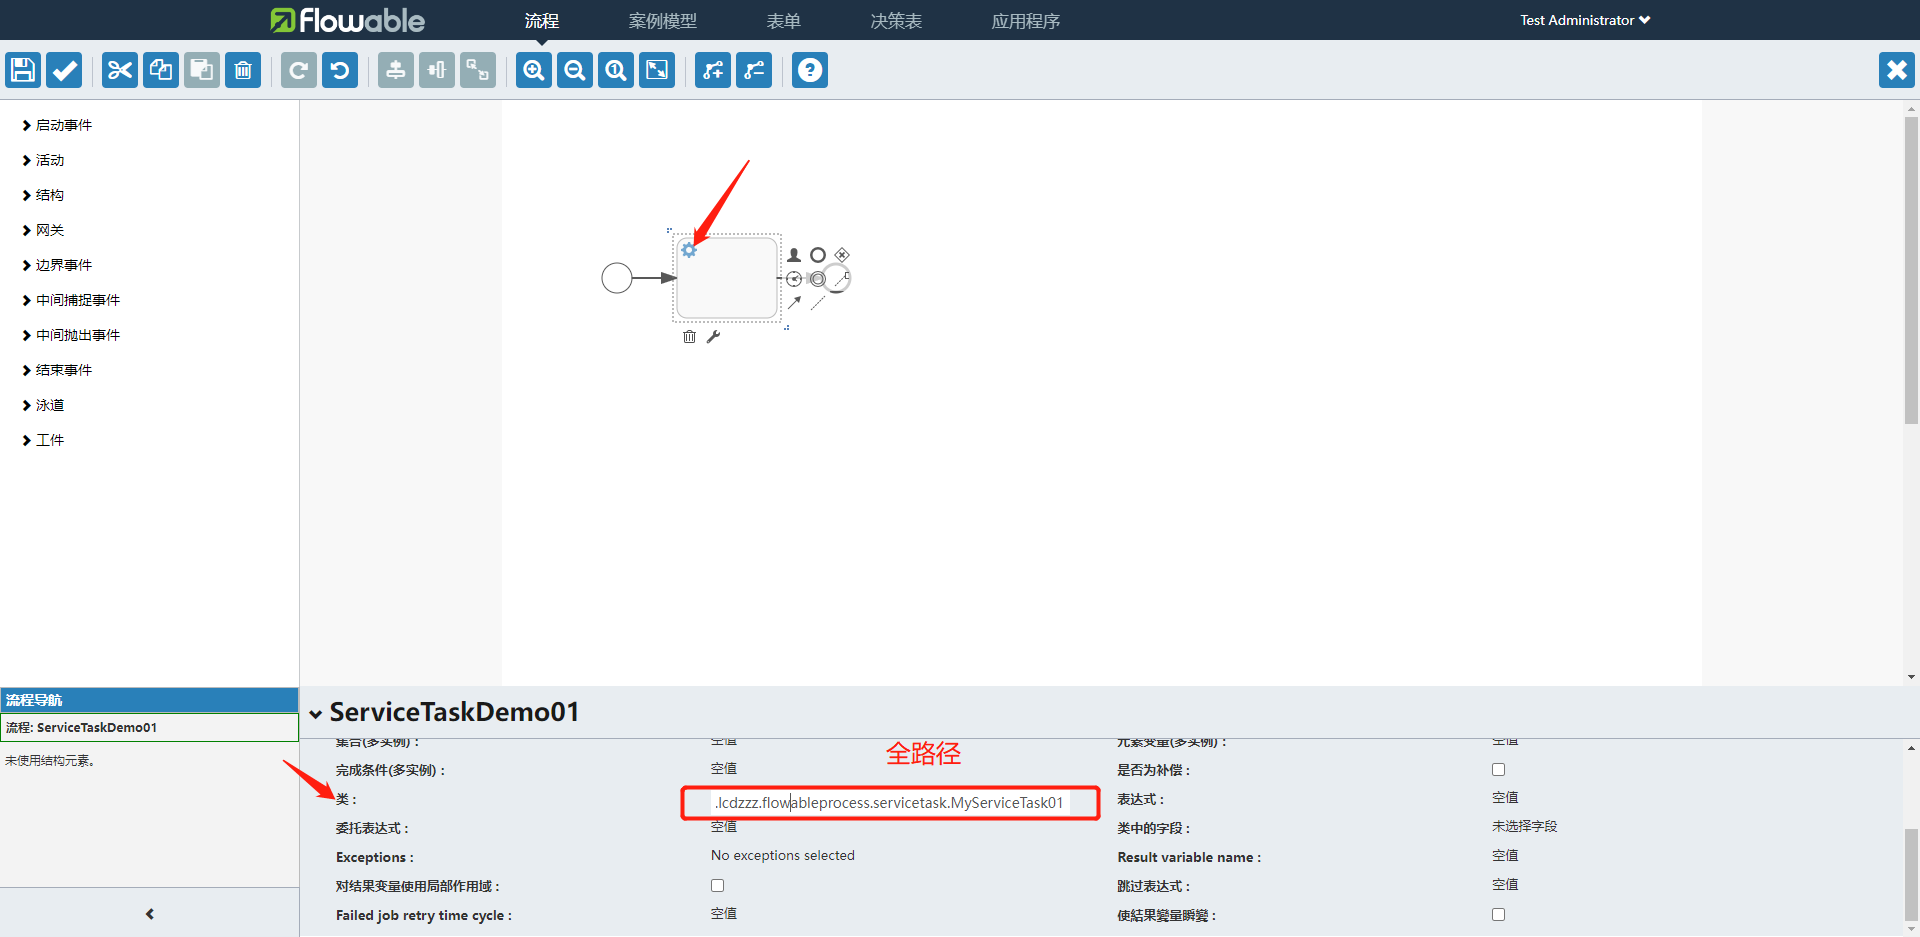 flowable
流程
案例模型
表单
决策表
应用程序
Test Administrator
启动事件
活动
结构
网关
边界事件
中间捕捉事件
中间抛出事件
结束事件
泳道
工件
流程导航
流程: ServiceTaskDemo01
未使用结构元素。
ServiceTaskDemo01
集合(多实例) : 空值 元素变量(多实例) : 空值
全路径
完成条件(多实例) : 空值 是否为补偿 :
类 : .lcdzzz.flowableprocess.servicetask.MyServiceTask01 表达式 : 空值
委托表达式 : 空值 类中的字段 : 未选择字段
Exceptions : No exceptions selected Result variable name : 空值
对结果变量使用局部作用域 : 跳过表达式 : 空值
Failed job retry time cycle : 空值 使結果變量瞬變 :